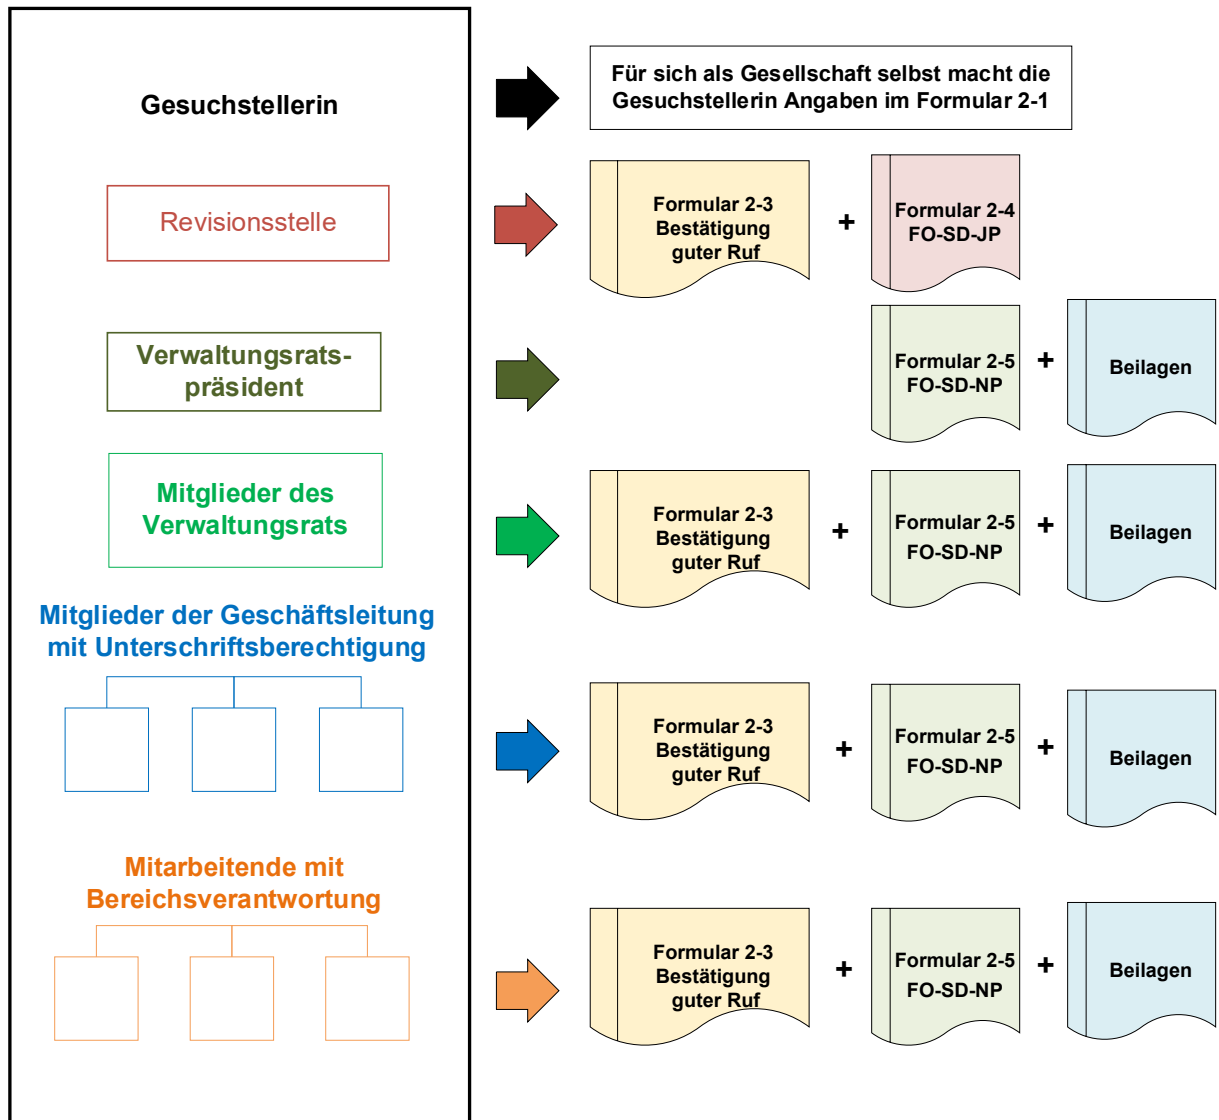 Gesuchstellerin
Für sich als Gesellschaft selbst macht die
Gesuchstellerin Angaben im Formular 2-1
Revisionsstelle
Formular 2-3
Bestätigung
guter Ruf
+
Formular 2-4
FO-SD-JP
Verwaltungsrats-
präsident
Formular 2-5
FO-SD-NP
+
Beilagen
Mitglieder des
Verwaltungsrats
Formular 2-3
Bestätigung
guter Ruf
+
Formular 2-5
FO-SD-NP
+
Beilagen
Mitglieder der Geschäftsleitung
mit Unterschriftsberechtigung
Formular 2-3
Bestätigung
guter Ruf
+
Formular 2-5
FO-SD-NP
+
Beilagen
Mitarbeitende mit
Bereichsverantwortung
Formular 2-3
Bestätigung
guter Ruf
+
Formular 2-5
FO-SD-NP
+
Beilagen